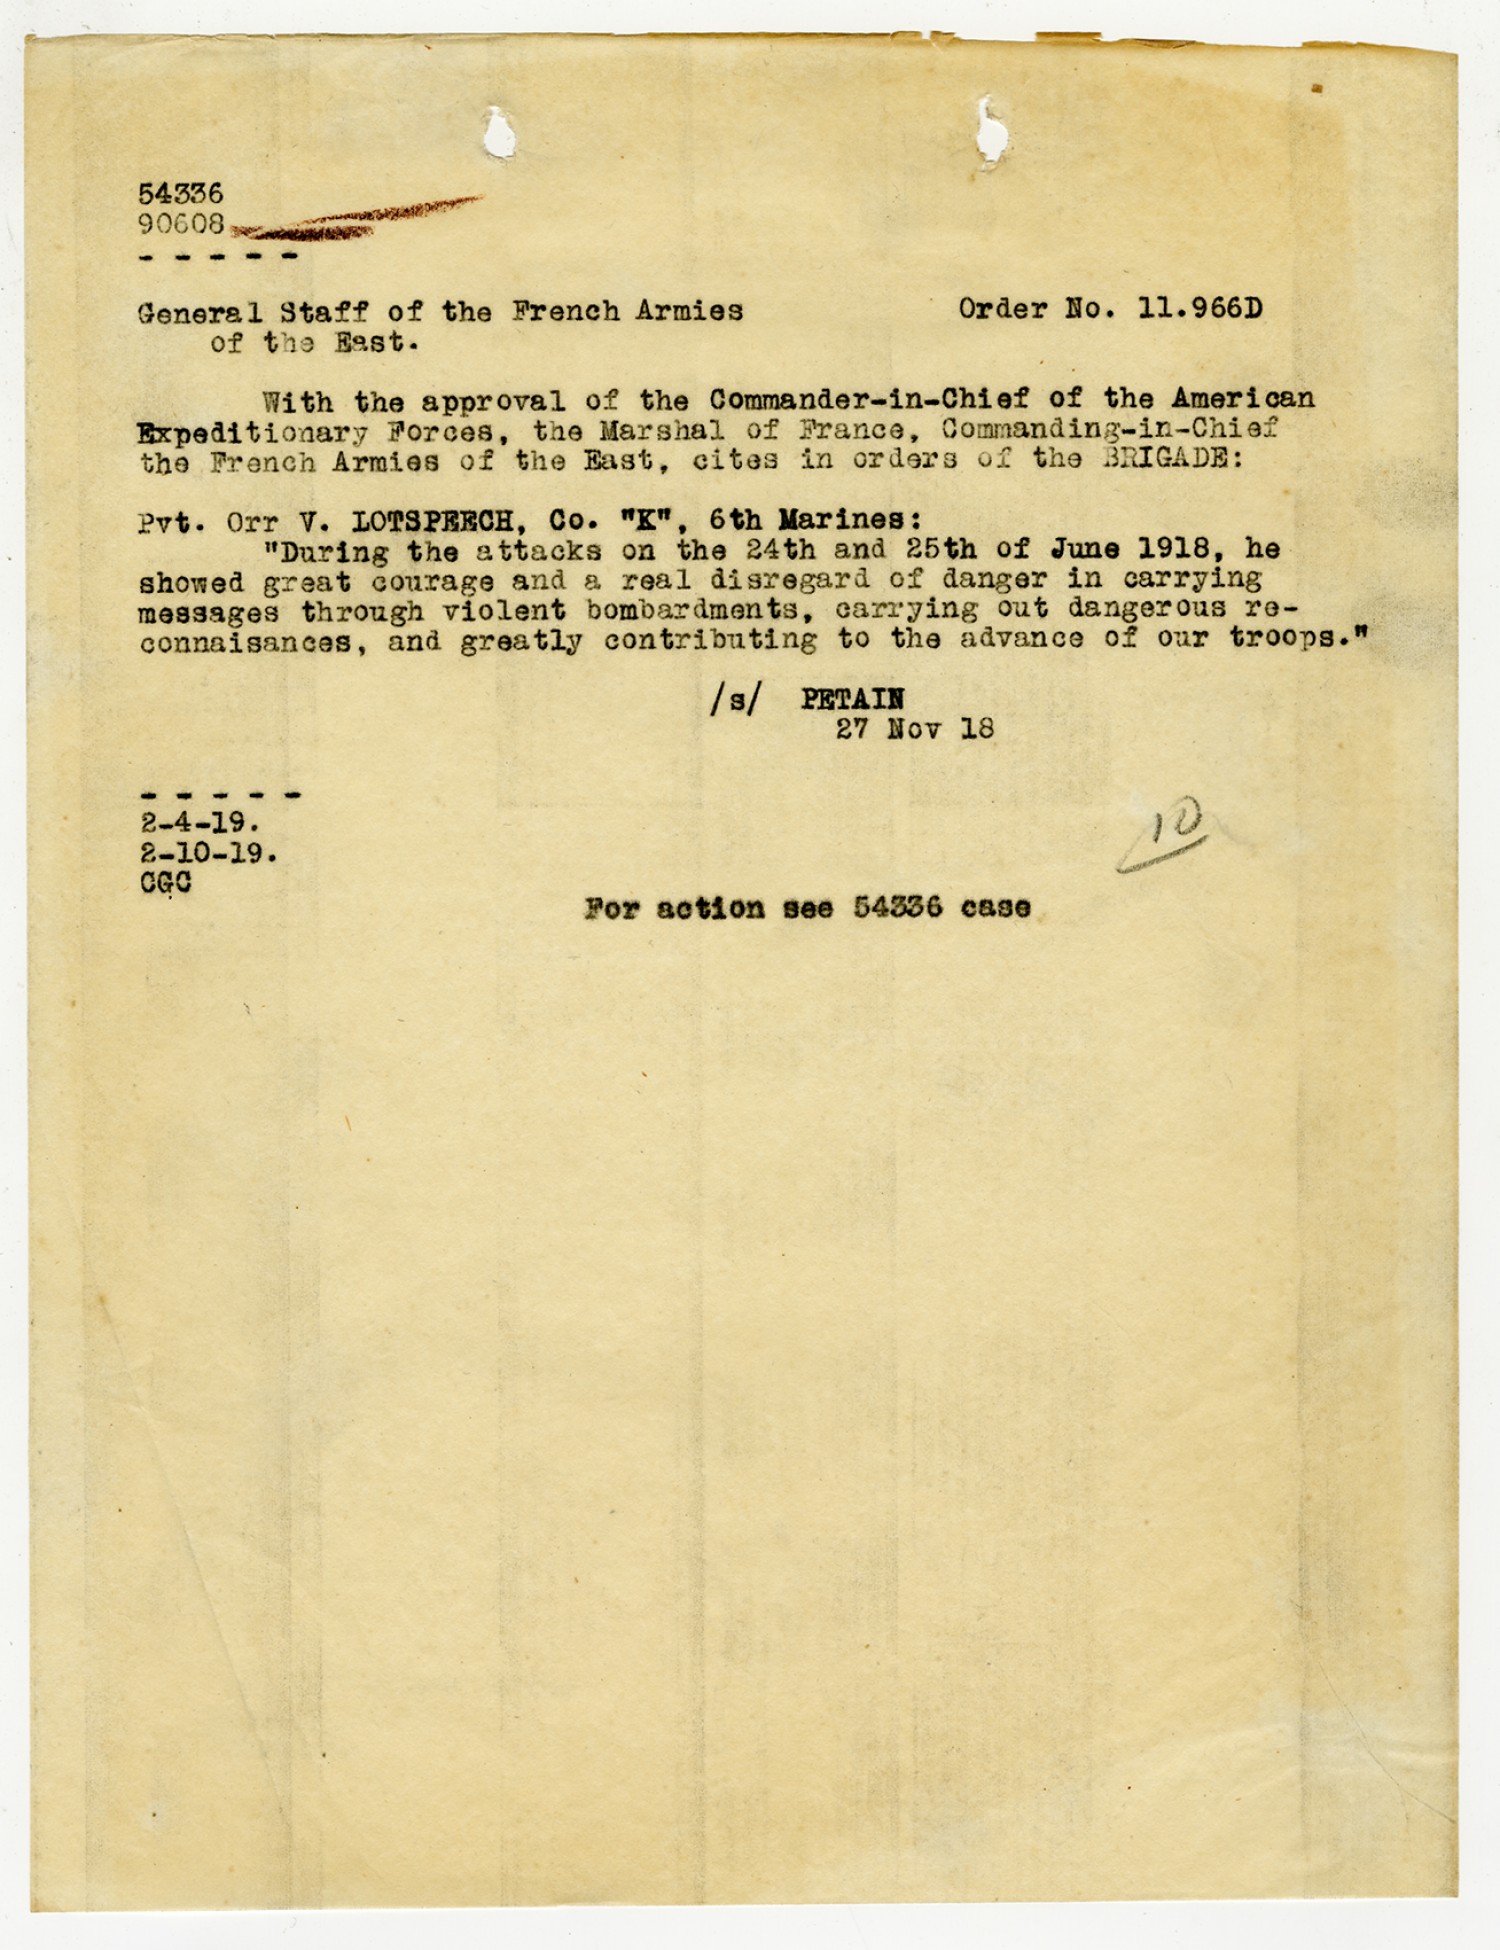 54336
90608
- - - - -
General Staff of the French Armies Order No. 11.966D
of the East.
With the approval of the Commander-in-Chief of the American
Expeditionary Forces, the Marshal of France, Commanding-in-Chief
the French Armies of the East, cites in orders of the BRIGADE:
Pvt. Orr V. LOTSPEECH, Co. "K", 6th Marines:
"During the attacks on the 24th and 25th of June 1918, he
showed great courage and a real disregard of danger in carrying
messages through violent bombardments, carrying out dangerous re-
connaisances, and greatly contributing to the advance of our troops."
/s/ PETAIN
27 Nov 18
- - - - -
2-4-19.
2-10-19.
CGC
10
For action see 54336 case